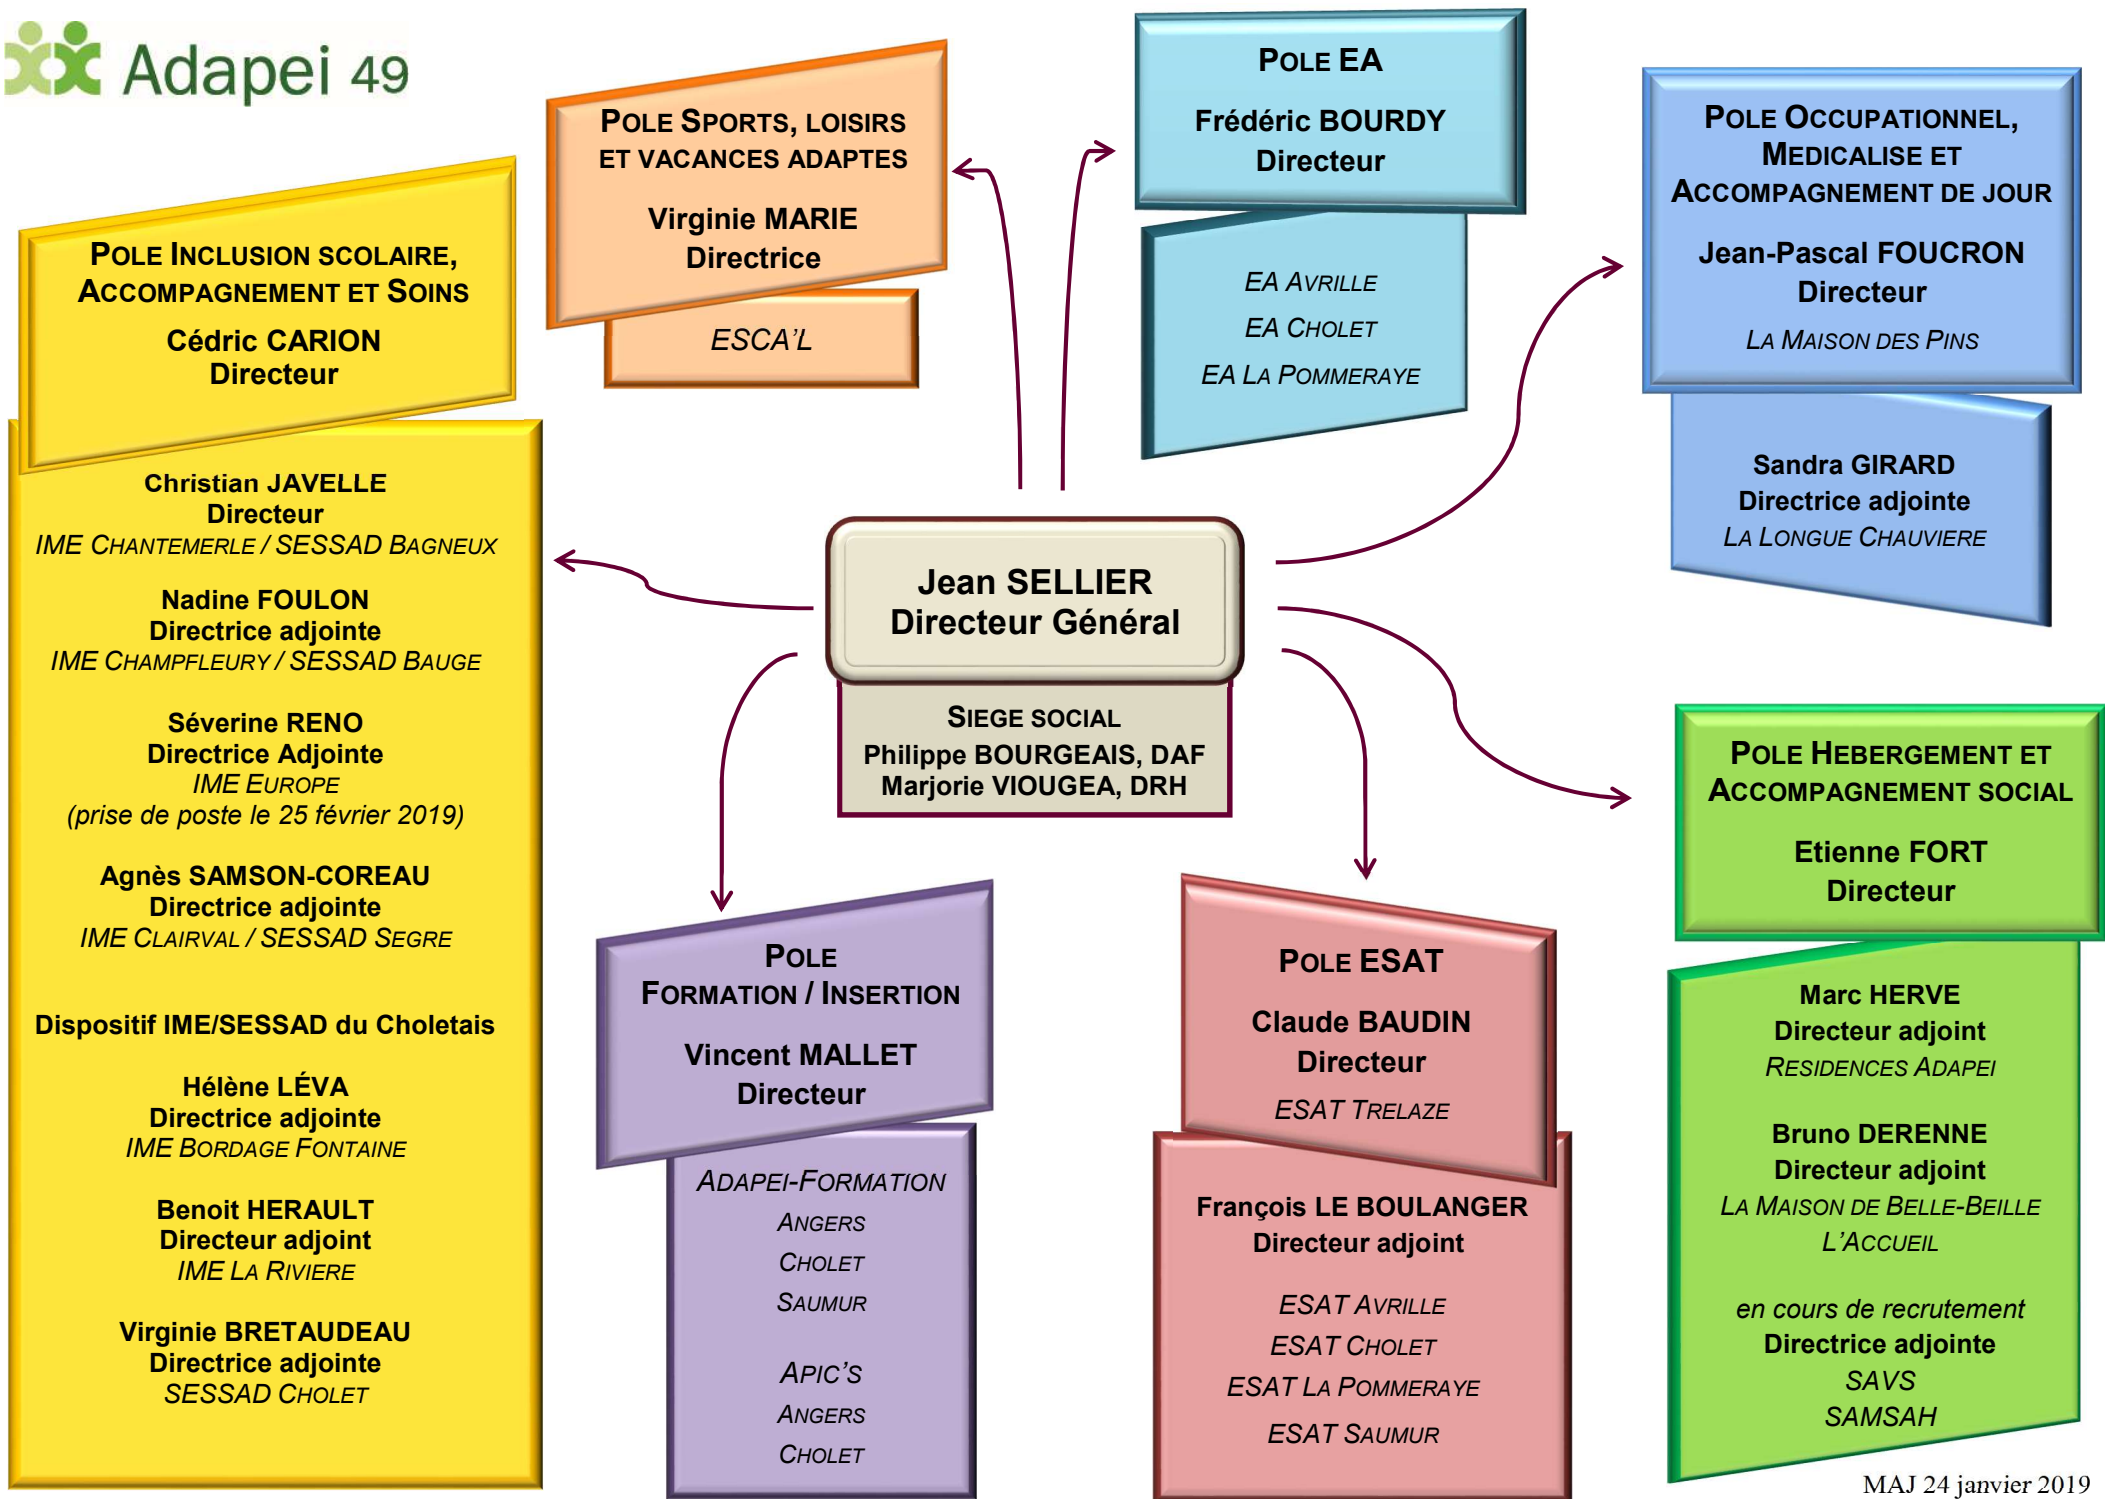 Adapei 49
POLE INCLUSION SCOLAIRE,
ACCOMPAGNEMENT ET SOINS
Cédric CARION
Directeur
Christian JAVELLE
Directeur
IME CHANTEMERLE / SESSAD BAGNEUX
Nadine FOULON
Directrice adjointe
IME CHAMPFLEURY / SESSAD BAUGE
Séverine RENO
Directrice Adjointe
IME EUROPE
(prise de poste le 25 février 2019)
Agnès SAMSON-COREAU
Directrice adjointe
IME CLAIRVAL / SESSAD SEGRE
Dispositif IME/SESSAD du Choletais
Hélène LÉVA
Directrice adjointe
IME BORDAGE FONTAINE
Benoit HERAULT
Directeur adjoint
IME LA RIVIERE
Virginie BRETAUDEAU
Directrice adjointe
SESSAD CHOLET
POLE SPORTS, LOISIRS
ET VACANCES ADAPTES
Virginie MARIE
Directrice
ESCA’L
POLE EA
Frédéric BOURDY
Directeur
EA AVRILLE
EA CHOLET
EA LA POMMERAYE
POLE OCCUPATIONNEL,
MEDICALISE ET
ACCOMPAGNEMENT DE JOUR
Jean-Pascal FOUCRON
Directeur
LA MAISON DES PINS
Sandra GIRARD
Directrice adjointe
LA LONGUE CHAUVIERE
Jean SELLIER
Directeur Général
SIEGE SOCIAL
Philippe BOURGEAIS, DAF
Marjorie VIOUGEA, DRH
POLE
FORMATION / INSERTION
Vincent MALLET
Directeur
ADAPEI-FORMATION
ANGERS
CHOLET
SAUMUR
APIC’S
ANGERS
CHOLET
POLE ESAT
Claude BAUDIN
Directeur
ESAT TRELAZE
François LE BOULANGER
Directeur adjoint
ESAT AVRILLE
ESAT CHOLET
ESAT LA POMMERAYE
ESAT SAUMUR
POLE HEBERGEMENT ET
ACCOMPAGNEMENT SOCIAL
Etienne FORT
Directeur
Marc HERVE
Directeur adjoint
RESIDENCES ADAPEI
Bruno DERENNE
Directeur adjoint
LA MAISON DE BELLE-BEILLE
L’ACCUEIL
en cours de recrutement
Directrice adjointe
SAVS
SAMSAH
MAJ 24 janvier 2019